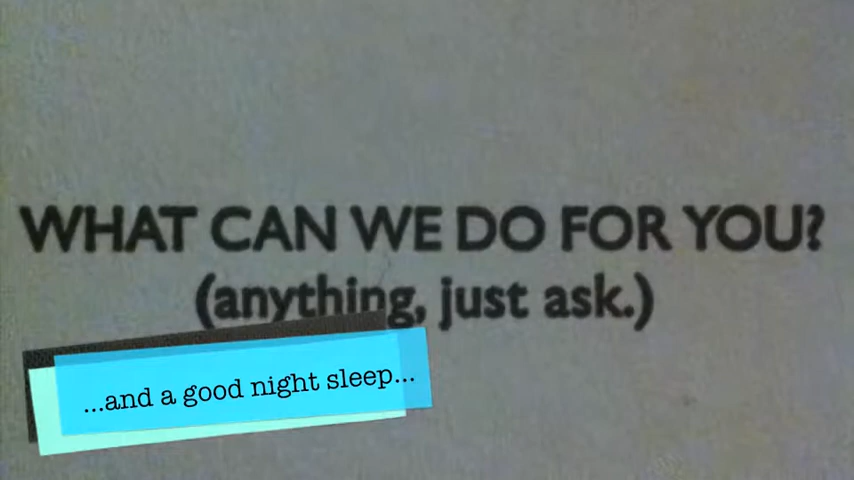 WHAT CAN WE DO FOR YOU?
(anything, just ask.)
...and a good night sleep...